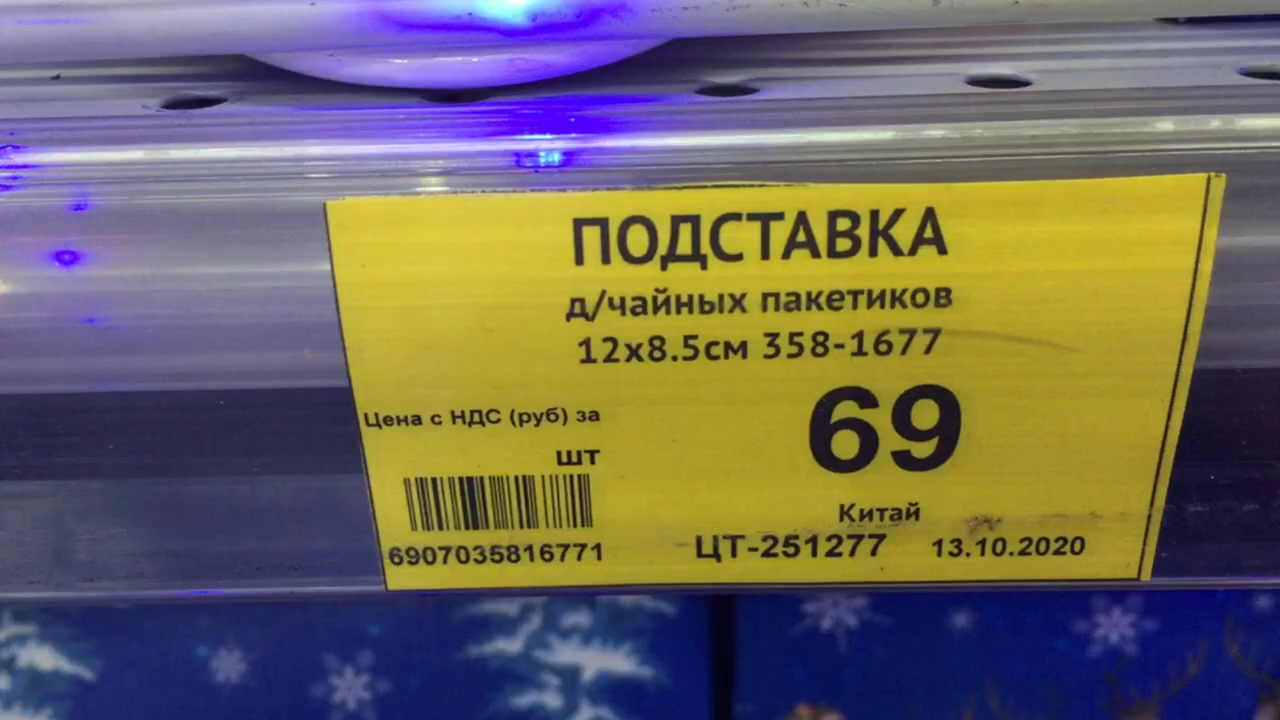 ПОДСТАВКА
д/чайных пакетиков
12х8.5см 358-1677
Цена с НДС (руб) за
шт
69
6907035816771
Китай
ЦТ-251277 13.10.2020